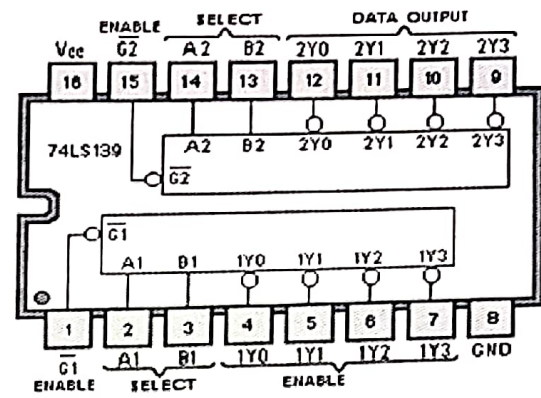 ENABLE SELECT DATA OUTPUT
Vcc G2 A2 B2 2Y0 2Y1 2Y2 2Y3
16 15 14 13 12 11 10 9
74LS139
A2 B2 2Y0 2Y1 2Y2 2Y3
G2
G1
A1 B1 1Y0 1Y1 1Y2 1Y3
1 2 3 4 5 6 7 8
G1 A1 B1 1Y0 1Y1 1Y2 1Y3 GND
ENABLE SELECT ENABLE